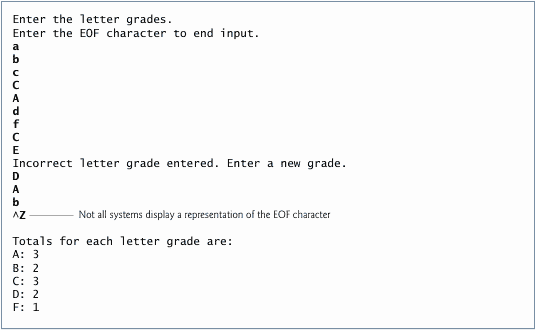 Enter the letter grades.
Enter the EOF character to end input.
a
b
c
C
A
d
f
C
E
Incorrect letter grade entered. Enter a new grade.
D
A
b
^Z Not all systems display a representation of the EOF character
Totals for each letter grade are:
A: 3
B: 2
C: 3
D: 2
F: 1